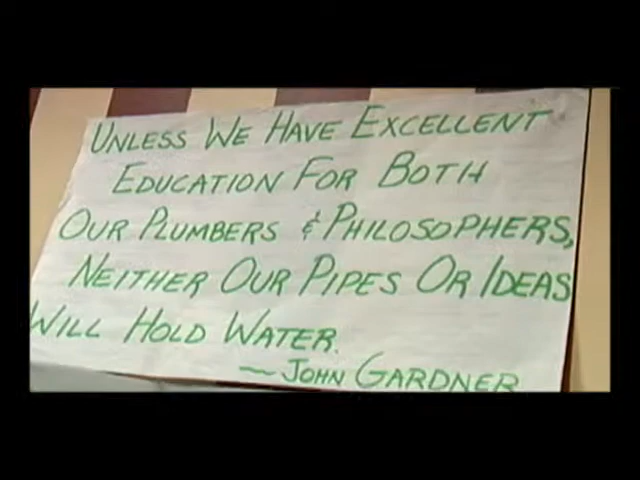 UNLESS WE HAVE EXCELLENT
EDUCATION FOR BOTH
OUR PLUMBERS & PHILOSOPHERS,
NEITHER OUR PIPES OR IDEAS
WILL HOLD WATER.
~ JOHN GARDNER